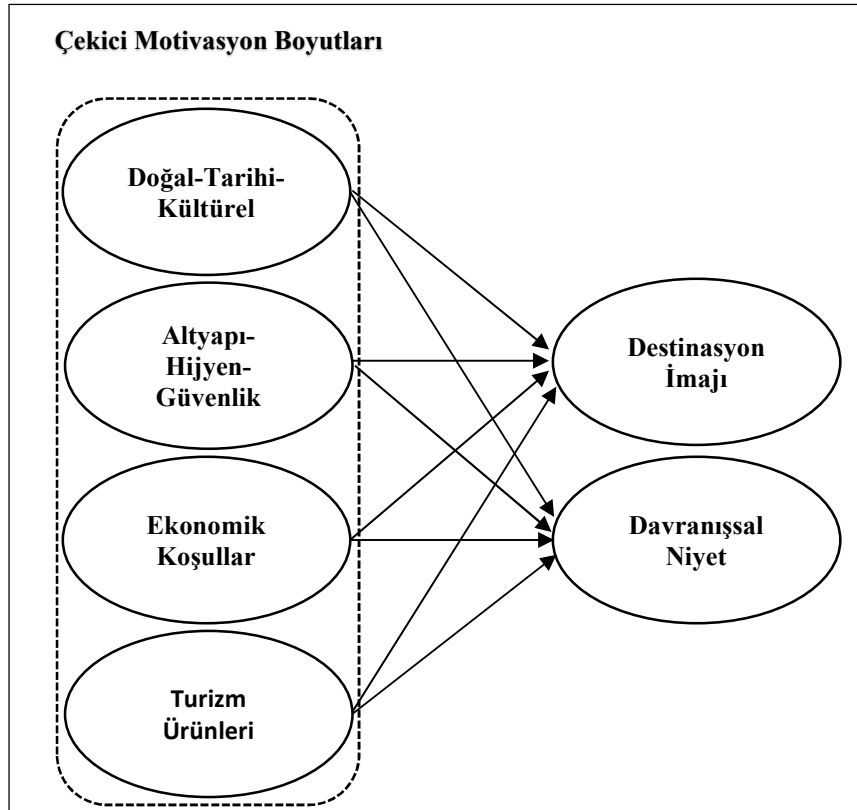 Çekici Motivasyon Boyutları
Doğal-Tarihi-
Kültürel
Altyapı-
Hijyen-
Güvenlik
Ekonomik
Koşullar
Turizm
Ürünleri
Destinasyon
İmajı
Davranışsal
Niyet